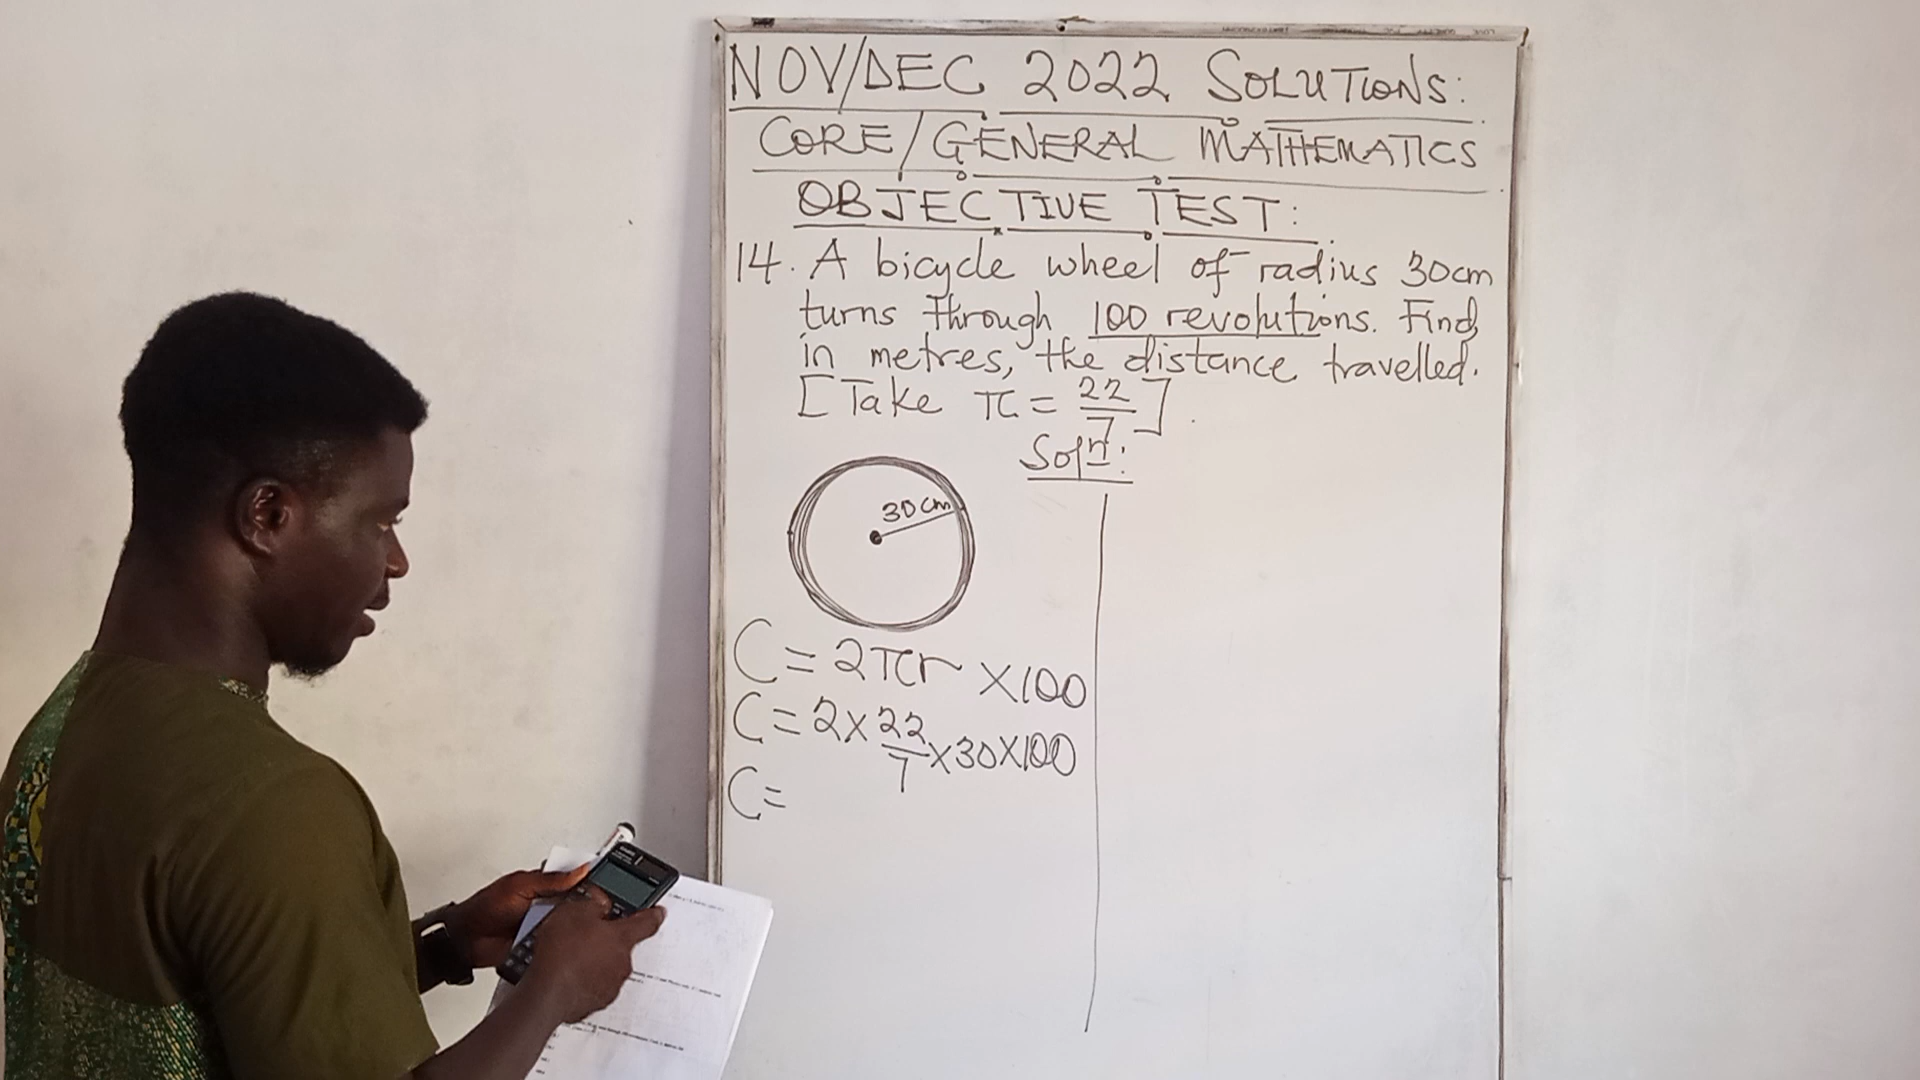 NOV/DEC 2022 SOLUTIONS:
CORE/GENERAL MATHEMATICS
OBJECTIVE TEST:
14. A bicycle wheel of radius 30cm
turns through 100 revolutions. Find,
in metres, the distance travelled.
[Take π = 22/7].
Solⁿ:
30cm
C = 2πr ×100
C = 2×22/7×30×100
C=